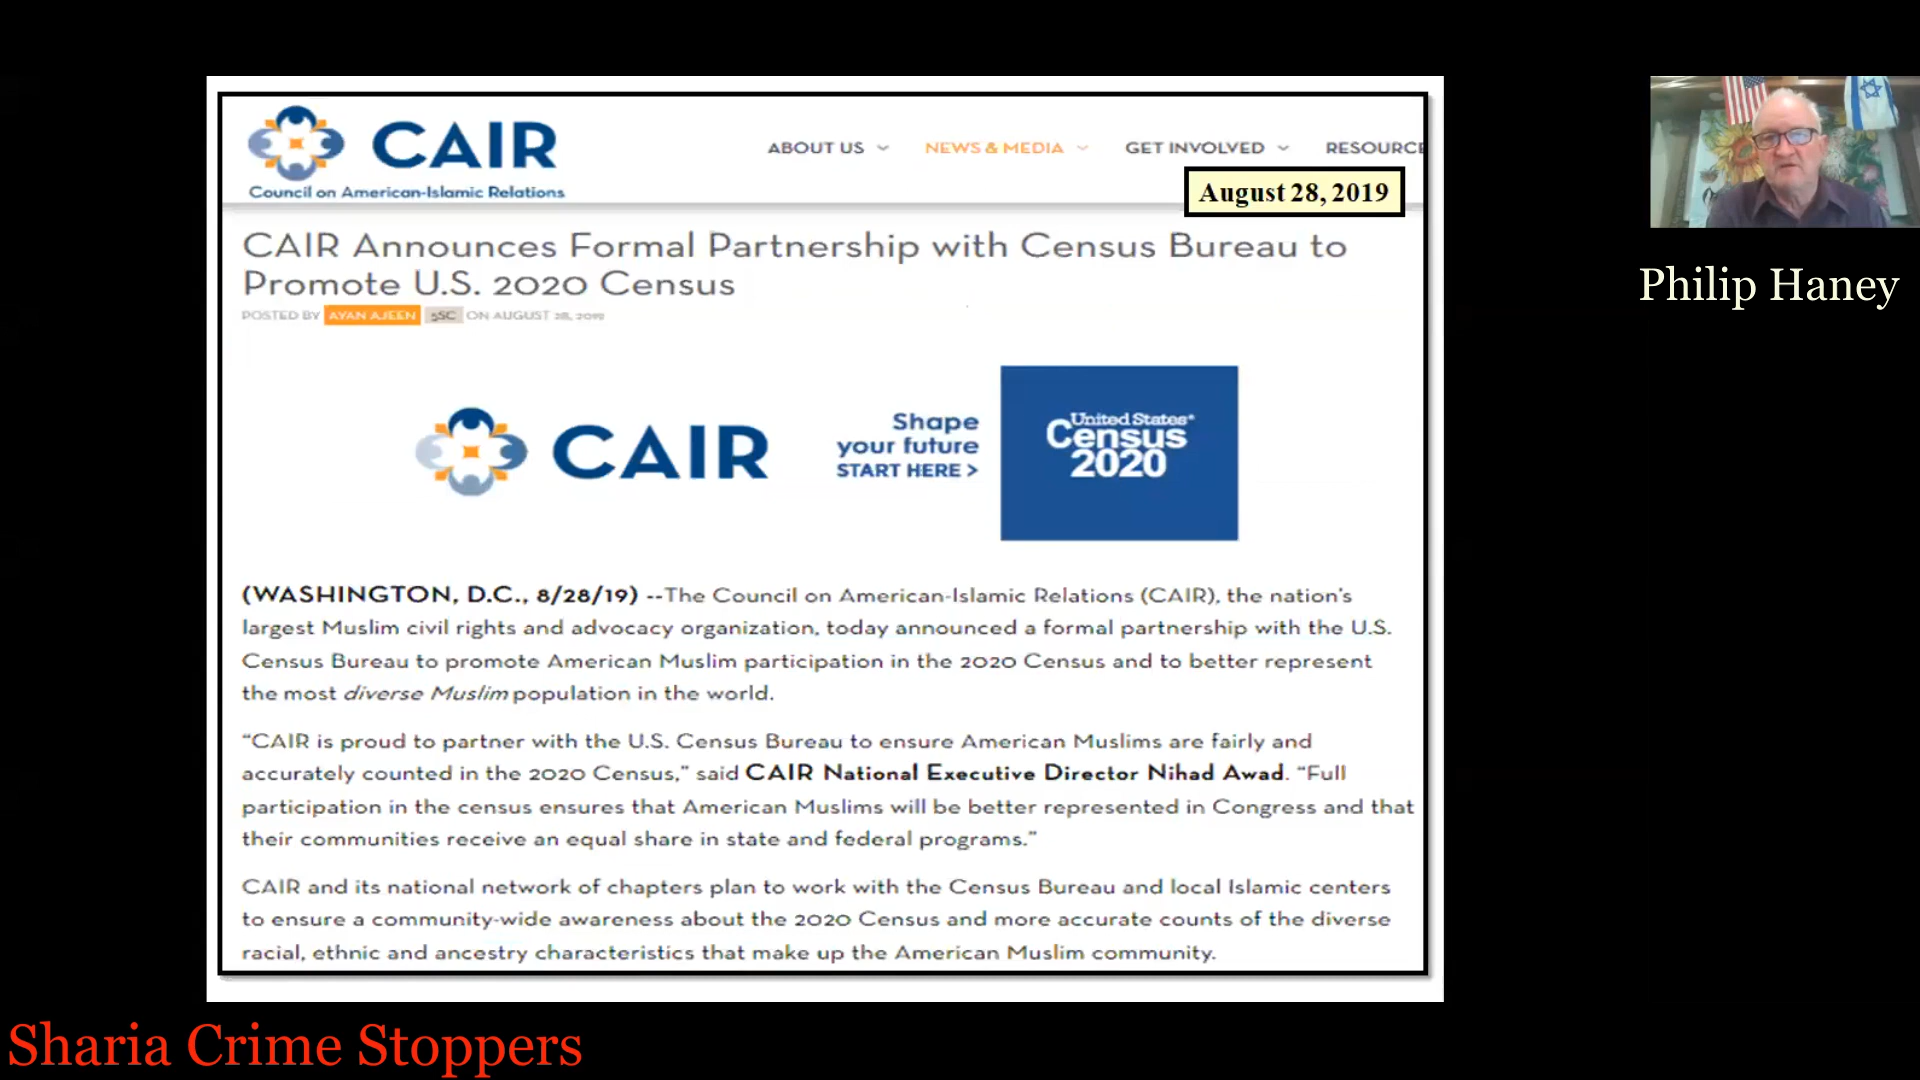 CAIR
Council on American-Islamic Relations
ABOUT US
NEWS & MEDIA
GET INVOLVED
RESOURCE
August 28, 2019
CAIR Announces Formal Partnership with Census Bureau to
Promote U.S. 2020 Census
POSTED BY AYAN AJEEN 5SC ON AUGUST 28, 2019
CAIR
Shape
your future
START HERE >
United States®
Census
2020
(WASHINGTON, D.C., 8/28/19) --The Council on American-Islamic Relations (CAIR), the nation's
largest Muslim civil rights and advocacy organization, today announced a formal partnership with the U.S.
Census Bureau to promote American Muslim participation in the 2020 Census and to better represent
the most diverse Muslim population in the world.
"CAIR is proud to partner with the U.S. Census Bureau to ensure American Muslims are fairly and
accurately counted in the 2020 Census," said CAIR National Executive Director Nihad Awad. "Full
participation in the census ensures that American Muslims will be better represented in Congress and that
their communities receive an equal share in state and federal programs."
CAIR and its national network of chapters plan to work with the Census Bureau and local Islamic centers
to ensure a community-wide awareness about the 2020 Census and more accurate counts of the diverse
racial, ethnic and ancestry characteristics that make up the American Muslim community.
Philip Haney
Sharia Crime Stoppers